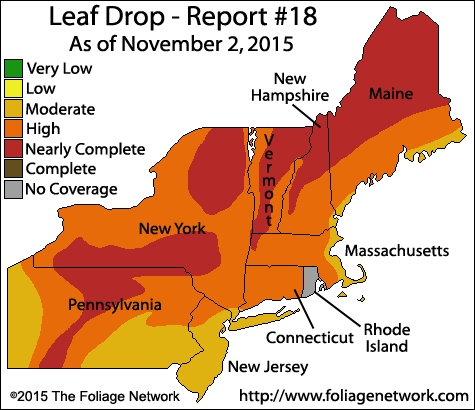 Leaf Drop - Report #18
As of November 2, 2015
Very Low
Low
Moderate
High
Nearly Complete
Complete
No Coverage
New
Hampshire
Maine
Vermont
New York
Massachusetts
Pennsylvania
Connecticut
Rhode
Island
New Jersey
©2015 The Foliage Network
http://www.foliagenetwork.com